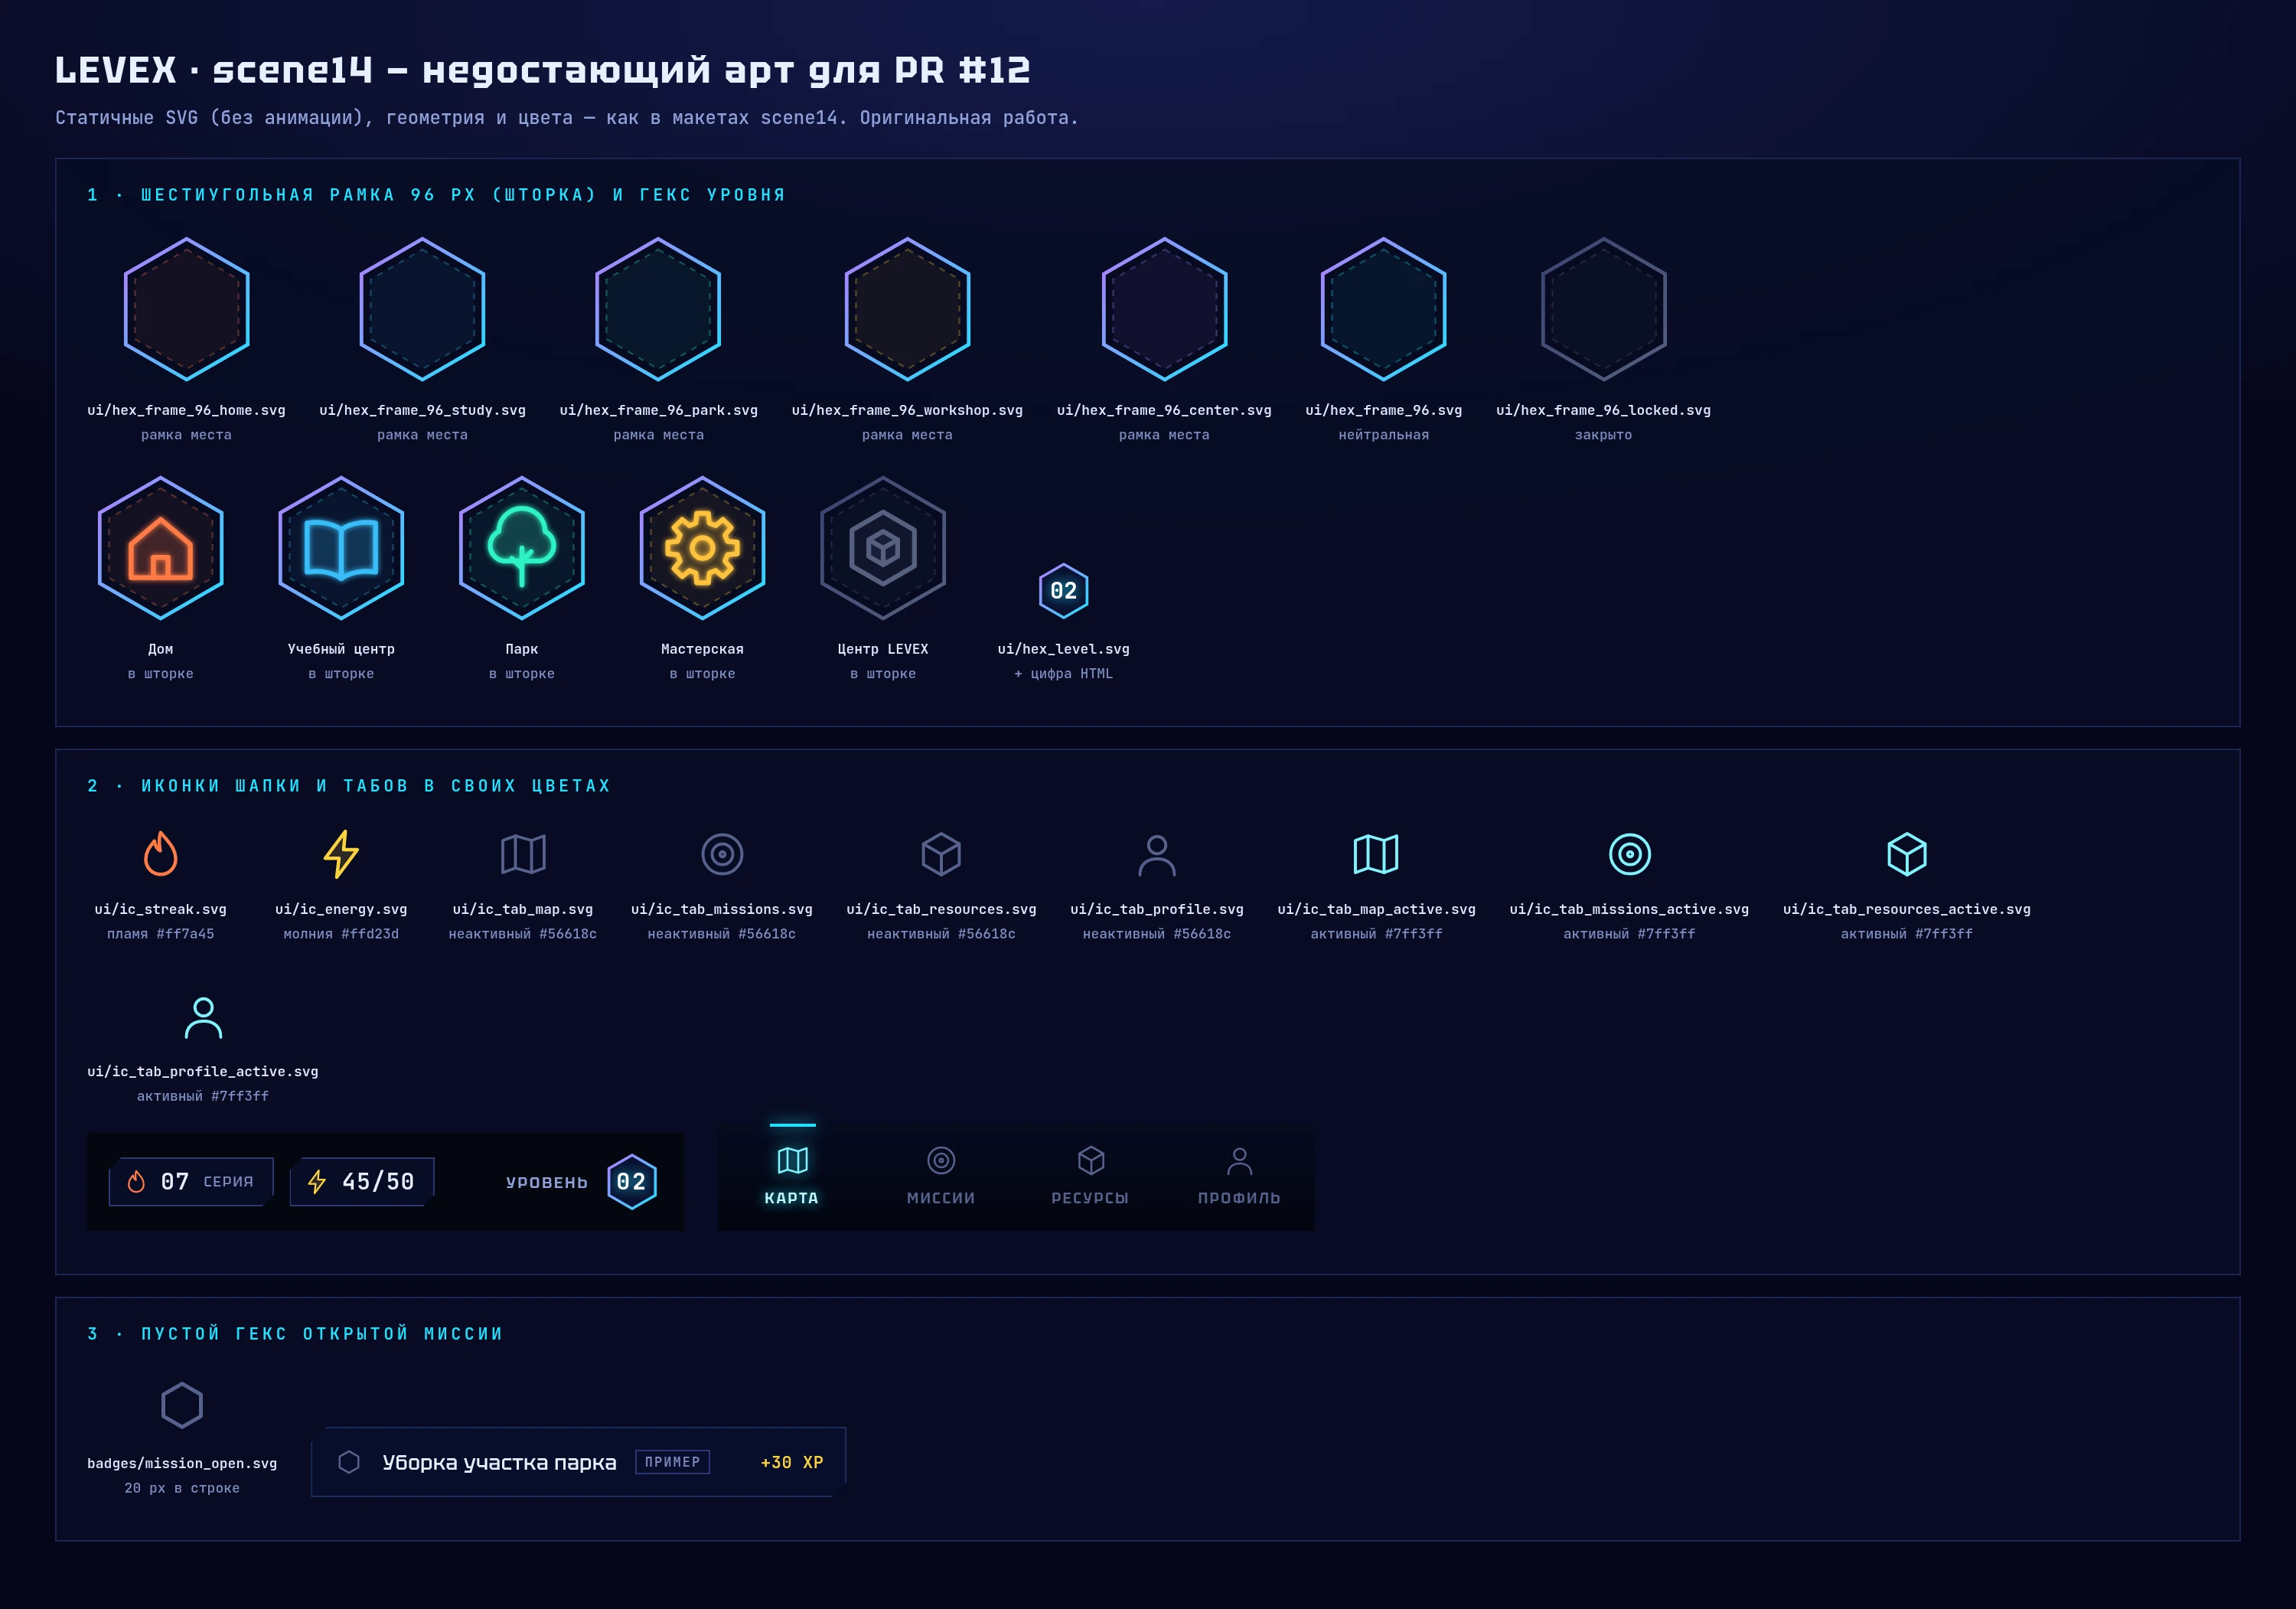 LEVEX · scene14 — недостающий арт для PR #12
Статичные SVG (без анимации), геометрия и цвета — как в макетах scene14. Оригинальная работа.
1 · ШЕСТИУГОЛЬНАЯ РАМКА 96 PX (ШТОРКА) И ГЕКС УРОВНЯ
ui/hex_frame_96_home.svg ui/hex_frame_96_study.svg ui/hex_frame_96_park.svg ui/hex_frame_96_workshop.svg ui/hex_frame_96_center.svg ui/hex_frame_96.svg ui/hex_frame_96_locked.svg
рамка места рамка места рамка места рамка места рамка места нейтральная закрыто
02
Дом Учебный центр Парк Мастерская Центр LEVEX ui/hex_level.svg
в шторке в шторке в шторке в шторке в шторке + цифра HTML
2 · ИКОНКИ ШАПКИ И ТАБОВ В СВОИХ ЦВЕТАХ
ui/ic_streak.svg ui/ic_energy.svg ui/ic_tab_map.svg ui/ic_tab_missions.svg ui/ic_tab_resources.svg ui/ic_tab_profile.svg ui/ic_tab_map_active.svg ui/ic_tab_missions_active.svg ui/ic_tab_resources_active.svg
пламя #ff7a45 молния #ffd23d неактивный #56618c неактивный #56618c неактивный #56618c неактивный #56618c активный #7ff3ff активный #7ff3ff активный #7ff3ff
ui/ic_tab_profile_active.svg
активный #7ff3ff
07 СЕРИЯ 45/50 УРОВЕНЬ 02
КАРТА МИССИИ РЕСУРСЫ ПРОФИЛЬ
3 · ПУСТОЙ ГЕКС ОТКРЫТОЙ МИССИИ
badges/mission_open.svg
20 px в строке
Уборка участка парка ПРИМЕР +30 XP